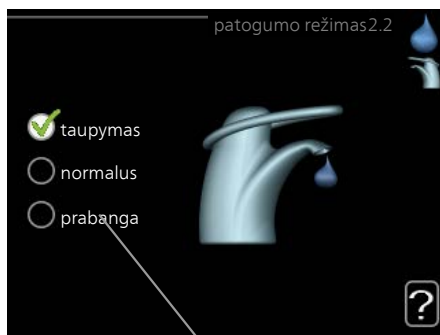 patogumo režimas2.2
taupymas
normalus
prabanga
?